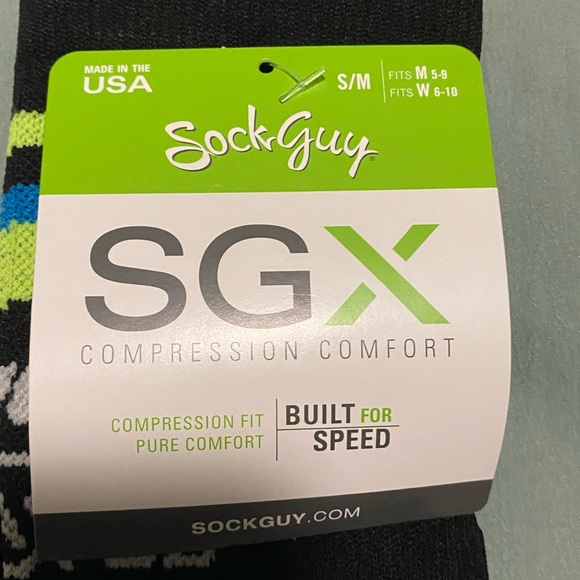 MADE IN THE
USA
S/M
FITS M 5-9
FITS W 6-10
SockGuy®
SGX
COMPRESSION COMFORT
COMPRESSION FIT
PURE COMFORT
BUILT FOR
SPEED
SOCKGUY.COM